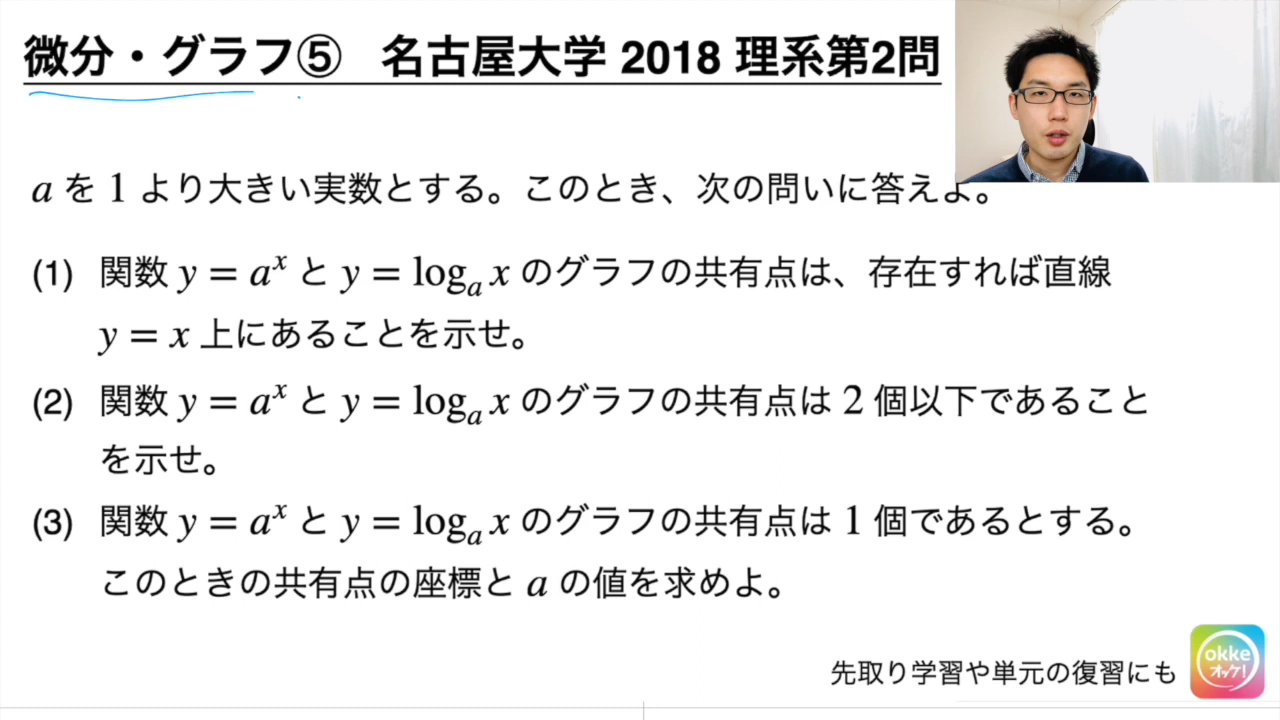 微分・グラフ⑤ 名古屋大学 2018 理系第2問
a を 1 より大きい実数とする。このとき、次の問いに答えよ。
(1) 関数 y = a^x と y = log_a x のグラフの共有点は、存在すれば直線
y = x 上にあることを示せ。
(2) 関数 y = a^x と y = log_a x のグラフの共有点は 2 個以下であること
を示せ。
(3) 関数 y = a^x と y = log_a x のグラフの共有点は 1 個であるとする。
このときの共有点の座標と a の値を求めよ。
先取り学習や単元の復習にも
okke
オッケ!